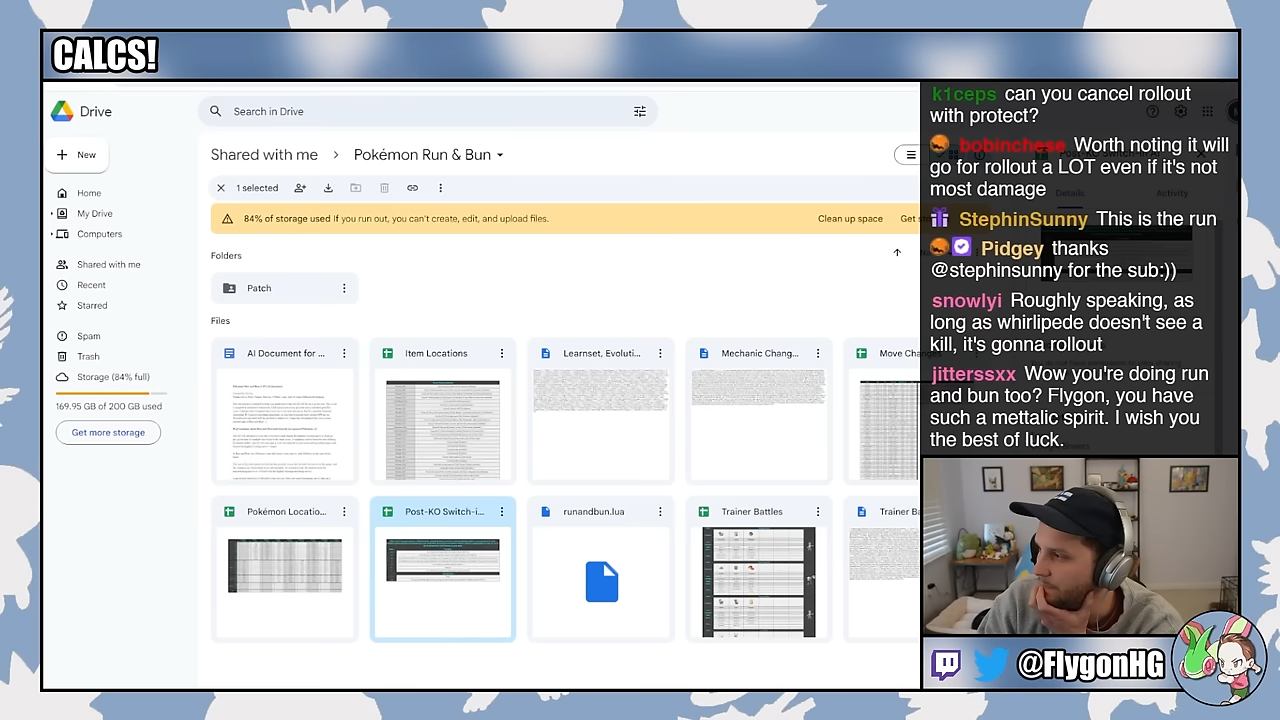 CALCS!
Drive
Search in Drive
New
Shared with me
Pokémon Run & Bun
1 selected
84% of storage used If you run out, you can't create, edit, and upload files.
Clean up space
Home
My Drive
Computers
Shared with me
Recent
Starred
Spam
Trash
Storage (84% full)
169.95 GB of 200 GB used
Get more storage
Folders
Patch
Files
AI Document for ...
Item Locations
Learnset, Evoluti...
Mechanic Chang...
Move Changes
Pokémon Locatio...
Post-KO Switch-i...
runandbun.lua
Trainer Battles
Trainer Ba
k1ceps can you cancel rollout
with protect?
bobinchese Worth noting it will
go for rollout a LOT even if it's not
most damage
StephinSunny This is the run
Pidgey thanks
@stephinsunny for the sub:))
snowlyi Roughly speaking, as
long as whirlipede doesn't see a
kill, it's gonna rollout
jitterssxx Wow you're doing run
and bun too? Flygon, you have
such a mettalic spirit. I wish you
the best of luck.
Details
Activity
@FlygonHG